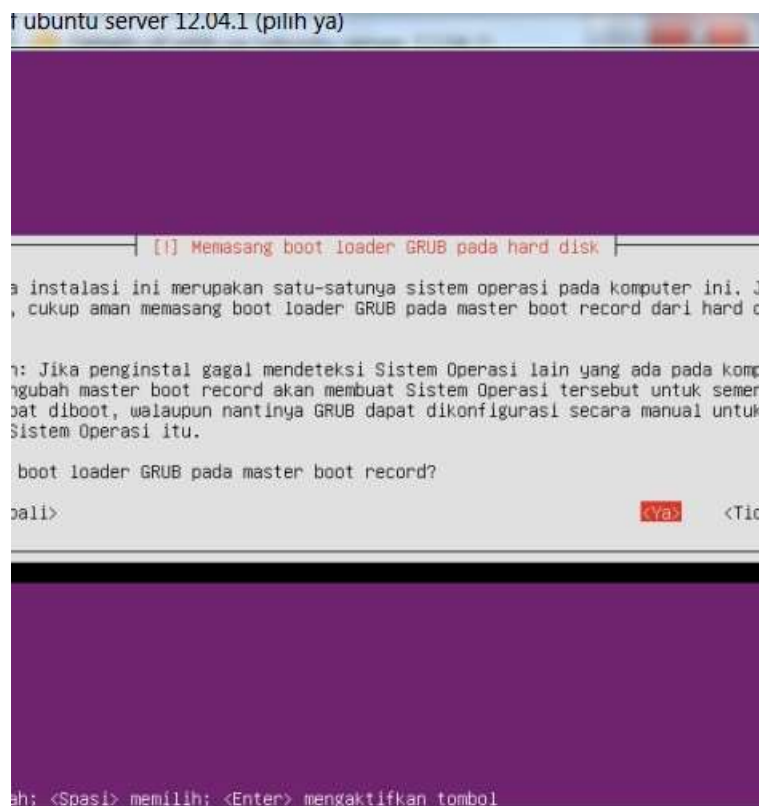 f ubuntu server 12.04.1 (pilih ya)
[!] Memasang boot loader GRUB pada hard disk
a instalasi ini merupakan satu-satunya sistem operasi pada komputer ini. J
, cukup aman memasang boot loader GRUB pada master boot record dari hard d
n: Jika penginstal gagal mendeteksi Sistem Operasi lain yang ada pada komp
ngubah master boot record akan membuat Sistem Operasi tersebut untuk semen
pat diboot, walaupun nantinya GRUB dapat dikonfigurasi secara manual untuk
Sistem Operasi itu.
boot loader GRUB pada master boot record?
bali> <Ya> <Tid
ah; <Spasi> memilih; <Enter> mengaktifkan tombol